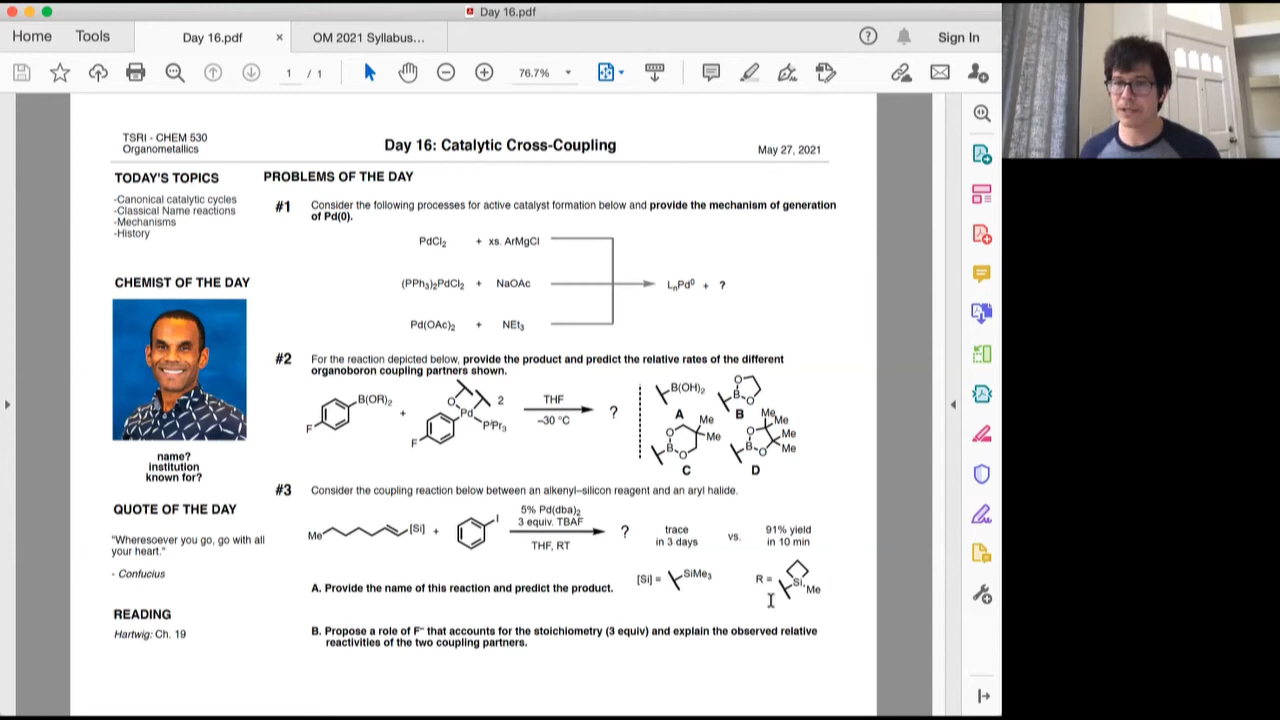 Day 16.pdf
Home Tools Day 16.pdf × OM 2021 Syllabus... ? Sign In
1 / 1 76.7%
TSRI - CHEM 530
Organometallics
Day 16: Catalytic Cross-Coupling
May 27, 2021
TODAY'S TOPICS
-Canonical catalytic cycles
-Classical Name reactions
-Mechanisms
-History
CHEMIST OF THE DAY
name?
institution
known for?
QUOTE OF THE DAY
"Wheresoever you go, go with all
your heart."
- Confucius
READING
Hartwig: Ch. 19
PROBLEMS OF THE DAY
#1 Consider the following processes for active catalyst formation below and provide the mechanism of generation
of Pd(0).
PdCl2 + xs. ArMgCl
(PPh3)2PdCl2 + NaOAc LnPd0 + ?
Pd(OAc)2 + NEt3
#2 For the reaction depicted below, provide the product and predict the relative rates of the different
organoboron coupling partners shown.
F B(OR)2 + F O Pd PiPr3 2 THF
–30 °C ?
B(OH)2 A
O B O B
O B O Me Me C
O B O Me Me Me Me D
#3 Consider the coupling reaction below between an alkenyl–silicon reagent and an aryl halide.
Me [Si] + I 5% Pd(dba)2
3 equiv. TBAF
THF, RT ?
trace
in 3 days
vs.
91% yield
in 10 min
[Si] = SiMe3
R = Si Me
A. Provide the name of this reaction and predict the product.
B. Propose a role of F– that accounts for the stoichiometry (3 equiv) and explain the observed relative
reactivities of the two coupling partners.